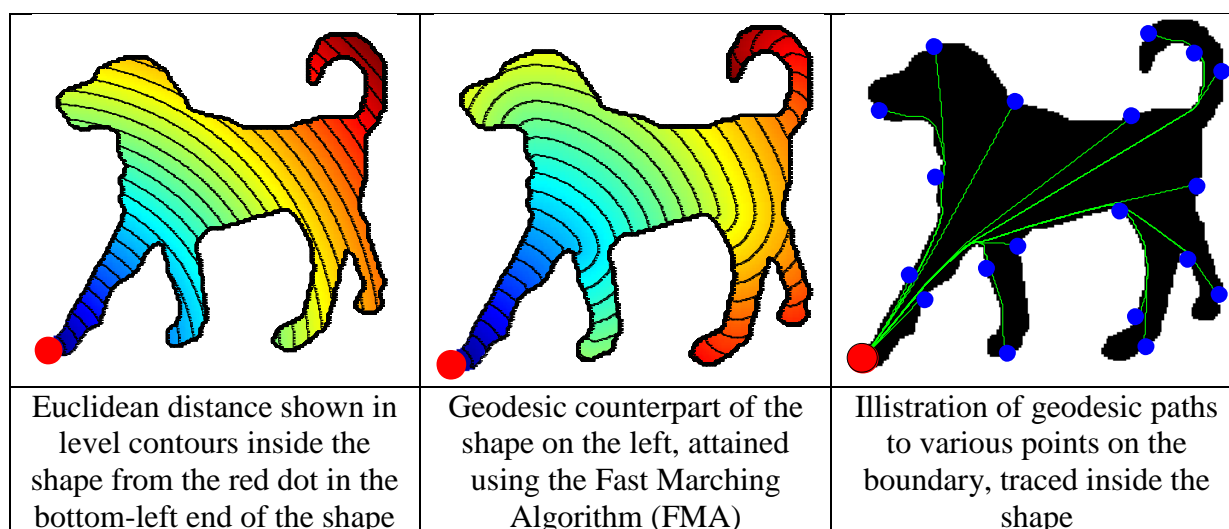 Euclidean distance shown in
level contours inside the
shape from the red dot in the
bottom-left end of the shape
Geodesic counterpart of the
shape on the left, attained
using the Fast Marching
Algorithm (FMA)
Illistration of geodesic paths
to various points on the
boundary, traced inside the
shape